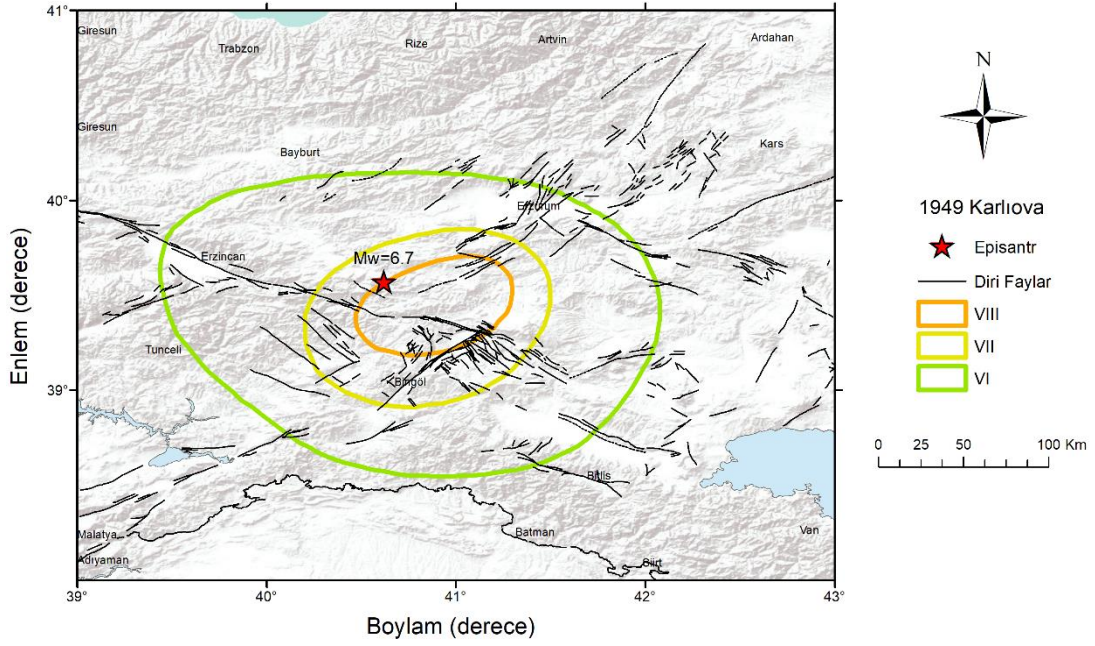 41°
Giresun
Trabzon
Rize
Artvin
Ardahan
Giresun
Bayburt
Kars
40°
Erzurum
Erzincan
Mw=6.7
Tunceli
Bingöl
39°
Bitlis
Malatya
Batman
Van
Adıyaman
Siirt
39°
40°
41°
42°
43°
Enlem (derece)
Boylam (derece)
N
1949 Karlıova
Episantr
Diri Faylar
VIII
VII
VI
0 25 50 100 Km